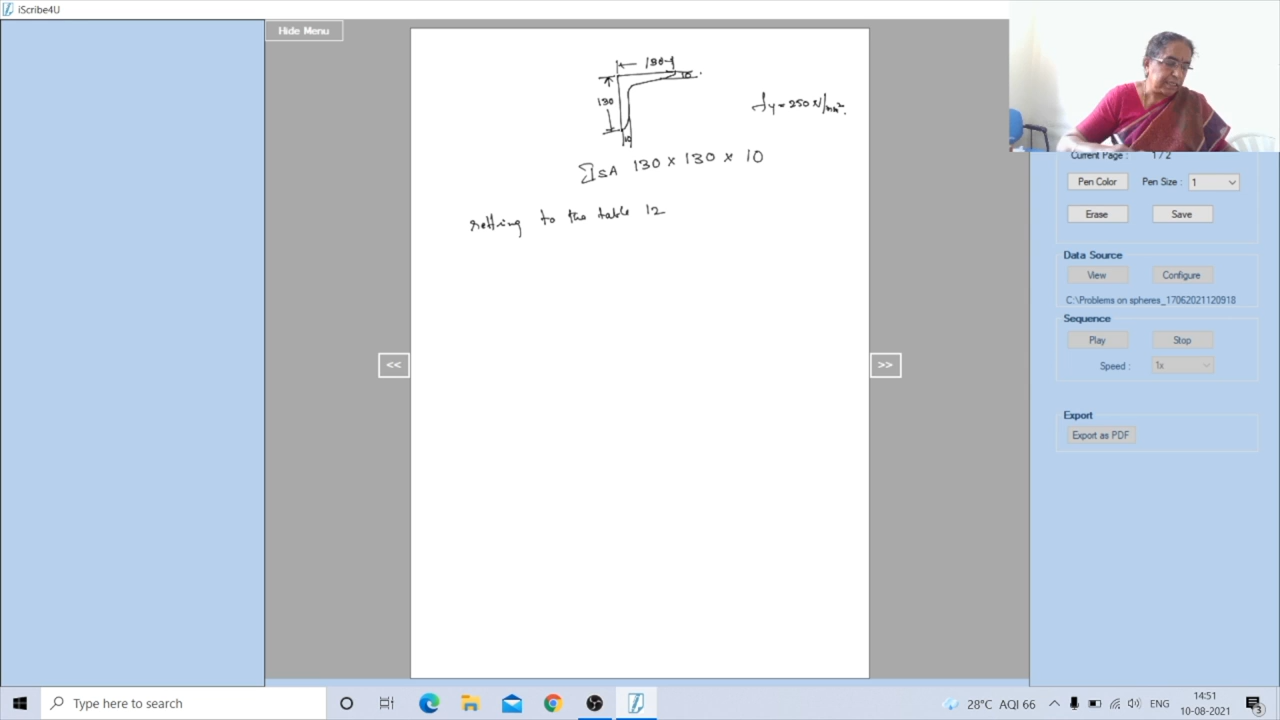 iScribe4U
Hide Menu
130
10
130
10
fy = 250 N/mm².
ISA 130 × 130 × 10
to the table 12
<<
>>
Current Page : 1 / 2
Pen Color Pen Size : 1
Erase Save
Data Source
View Configure
C:\Problems on spheres_17062021120918
Sequence
Play Stop
Speed : 1x
Export
Export as PDF
Type here to search
28°C AQI 66 ENG 14:51
10-08-2021
3